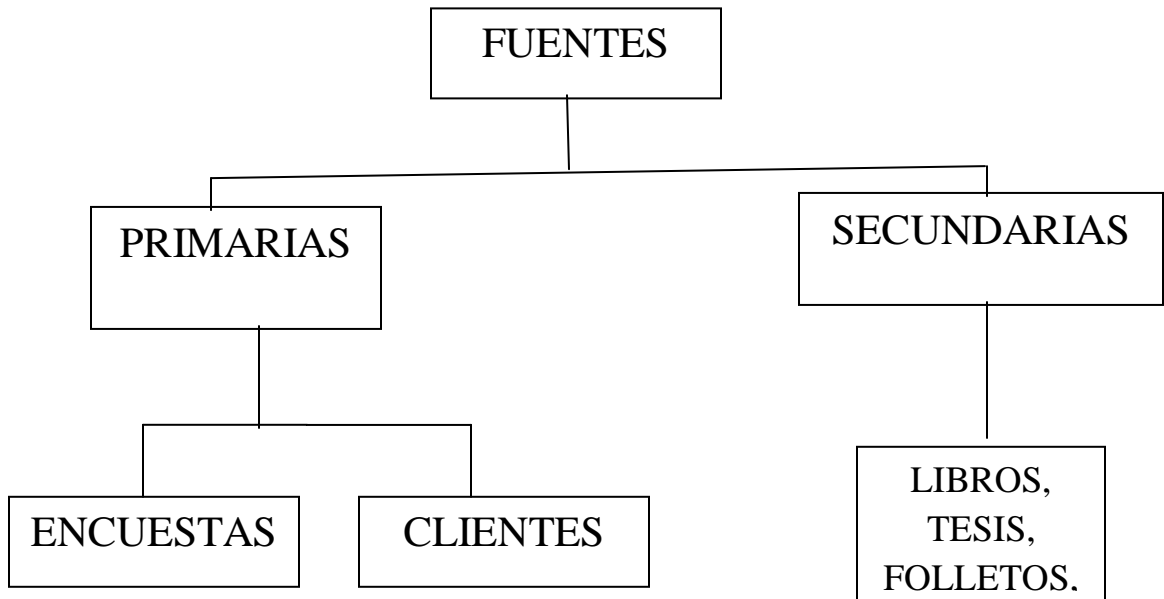 FUENTES
PRIMARIAS
SECUNDARIAS
ENCUESTAS
CLIENTES
LIBROS,
TESIS,
FOLLETOS,